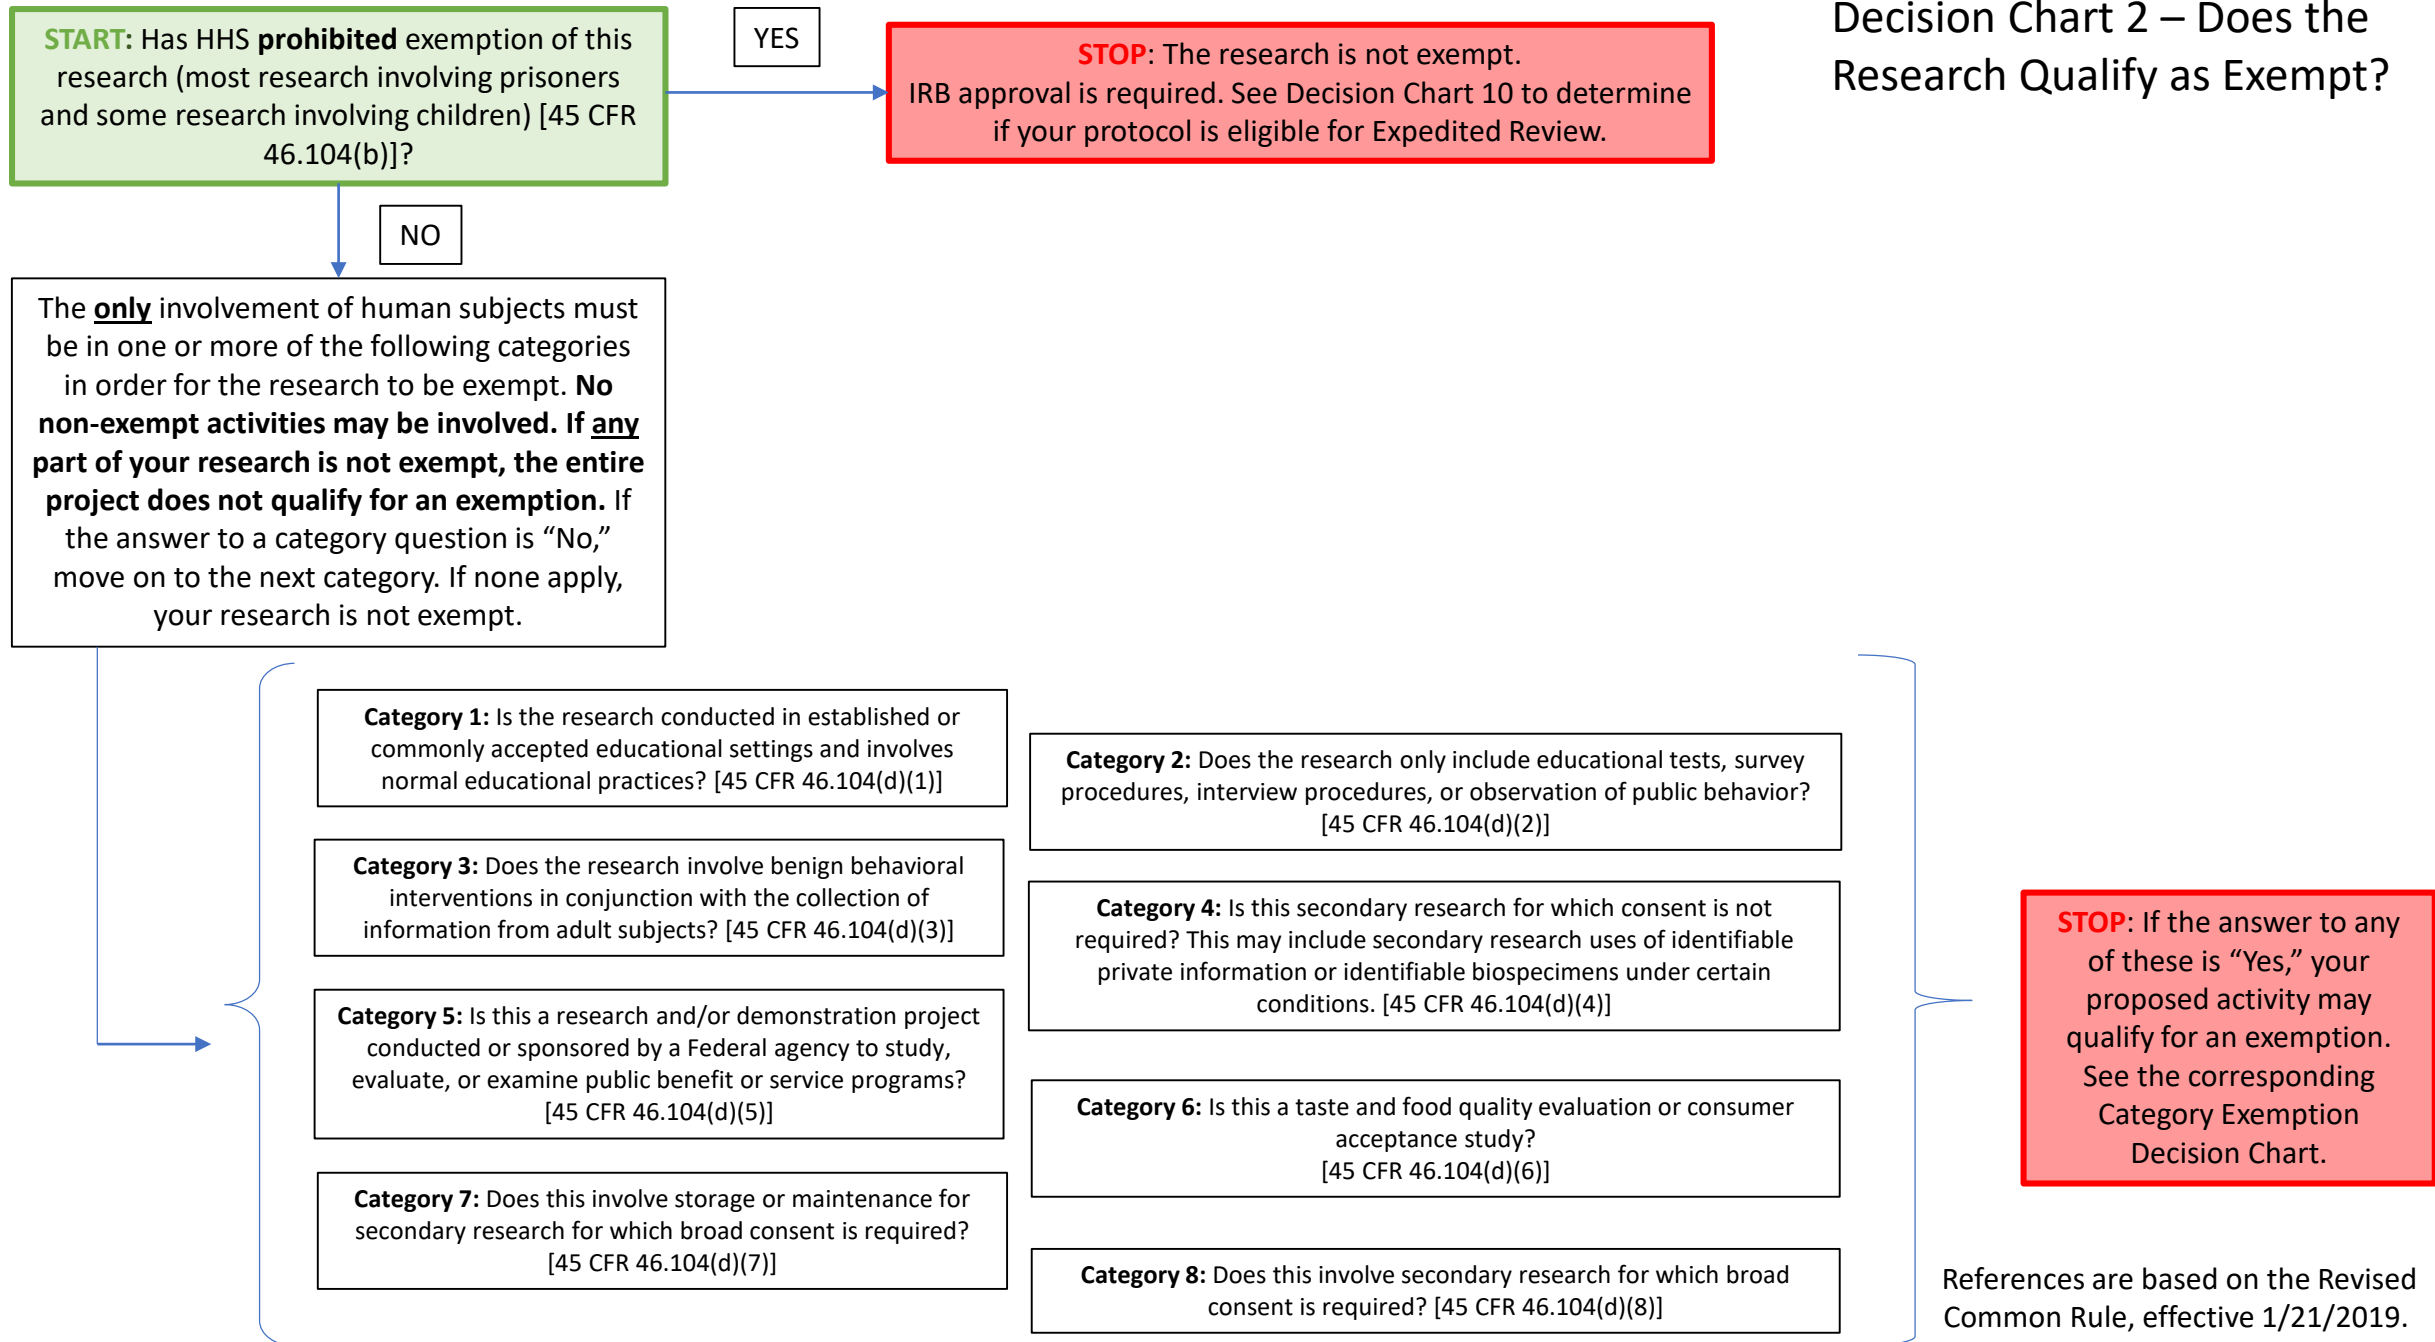 Decision Chart 2 – Does the
Research Qualify as Exempt?
START: Has HHS prohibited exemption of this
research (most research involving prisoners
and some research involving children) [45 CFR
46.104(b)]?
YES
STOP: The research is not exempt.
IRB approval is required. See Decision Chart 10 to determine
if your protocol is eligible for Expedited Review.
NO
The only involvement of human subjects must
be in one or more of the following categories
in order for the research to be exempt. No
non-exempt activities may be involved. If any
part of your research is not exempt, the entire
project does not qualify for an exemption. If
the answer to a category question is “No,”
move on to the next category. If none apply,
your research is not exempt.
Category 1: Is the research conducted in established or
commonly accepted educational settings and involves
normal educational practices? [45 CFR 46.104(d)(1)]
Category 2: Does the research only include educational tests, survey
procedures, interview procedures, or observation of public behavior?
[45 CFR 46.104(d)(2)]
Category 3: Does the research involve benign behavioral
interventions in conjunction with the collection of
information from adult subjects? [45 CFR 46.104(d)(3)]
Category 4: Is this secondary research for which consent is not
required? This may include secondary research uses of identifiable
private information or identifiable biospecimens under certain
conditions. [45 CFR 46.104(d)(4)]
Category 5: Is this a research and/or demonstration project
conducted or sponsored by a Federal agency to study,
evaluate, or examine public benefit or service programs?
[45 CFR 46.104(d)(5)]
Category 6: Is this a taste and food quality evaluation or consumer
acceptance study?
[45 CFR 46.104(d)(6)]
Category 7: Does this involve storage or maintenance for
secondary research for which broad consent is required?
[45 CFR 46.104(d)(7)]
Category 8: Does this involve secondary research for which broad
consent is required? [45 CFR 46.104(d)(8)]
STOP: If the answer to any
of these is “Yes,” your
proposed activity may
qualify for an exemption.
See the corresponding
Category Exemption
Decision Chart.
References are based on the Revised
Common Rule, effective 1/21/2019.